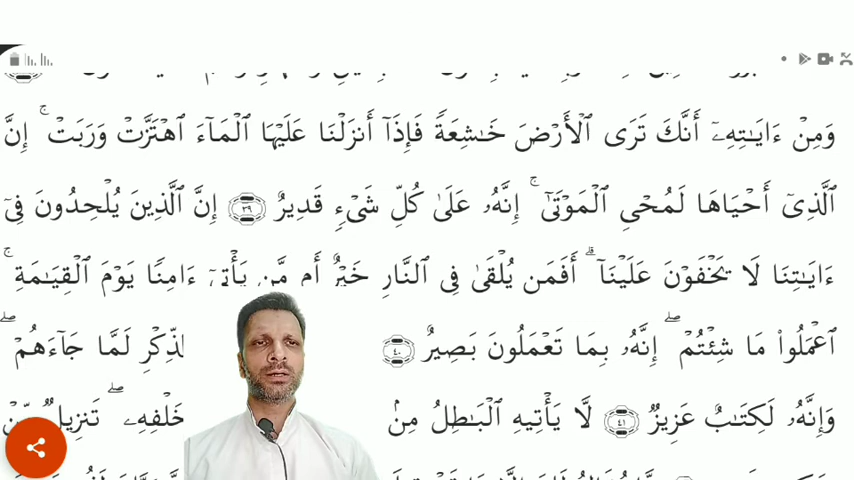 وَمِنْ ءَايَـٰتِهِۦٓ أَنَّكَ تَرَى ٱلْأَرْضَ خَـٰشِعَةً فَإِذَآ أَنزَلْنَا عَلَيْهَا ٱلْمَآءَ ٱهْتَزَّتْ وَرَبَتْ ۚ إِنَّ
ٱلَّذِىٓ أَحْيَاهَا لَمُحْىِ ٱلْمَوْتَىٰٓ ۚ إِنَّهُۥ عَلَىٰ كُلِّ شَىْءٍ قَدِيرٌ ٣٩ إِنَّ ٱلَّذِينَ يُلْحِدُونَ فِىٓ
ءَايَـٰتِنَا لَا يَخْفَوْنَ عَلَيْنَآ ۗ أَفَمَن يُلْقَىٰ فِى ٱلنَّارِ خَيْرٌ أَم مَّن يَأْتِىٓ ءَامِنًا يَوْمَ ٱلْقِيَـٰمَةِ ۚ
ٱعْمَلُوا۟ مَا شِئْتُمْ ۖ إِنَّهُۥ بِمَا تَعْمَلُونَ بَصِيرٌ ٤٠ لذِّكْرِ لَمَّا جَآءَهُمْ ۖ
وَإِنَّهُۥ لَكِتَـٰبٌ عَزِيزٌ ٤١ لَّا يَأْتِيهِ ٱلْبَـٰطِلُ مِنۢ خَلْفِهِۦ ۖ تَنزِيلٌ مِّنْ